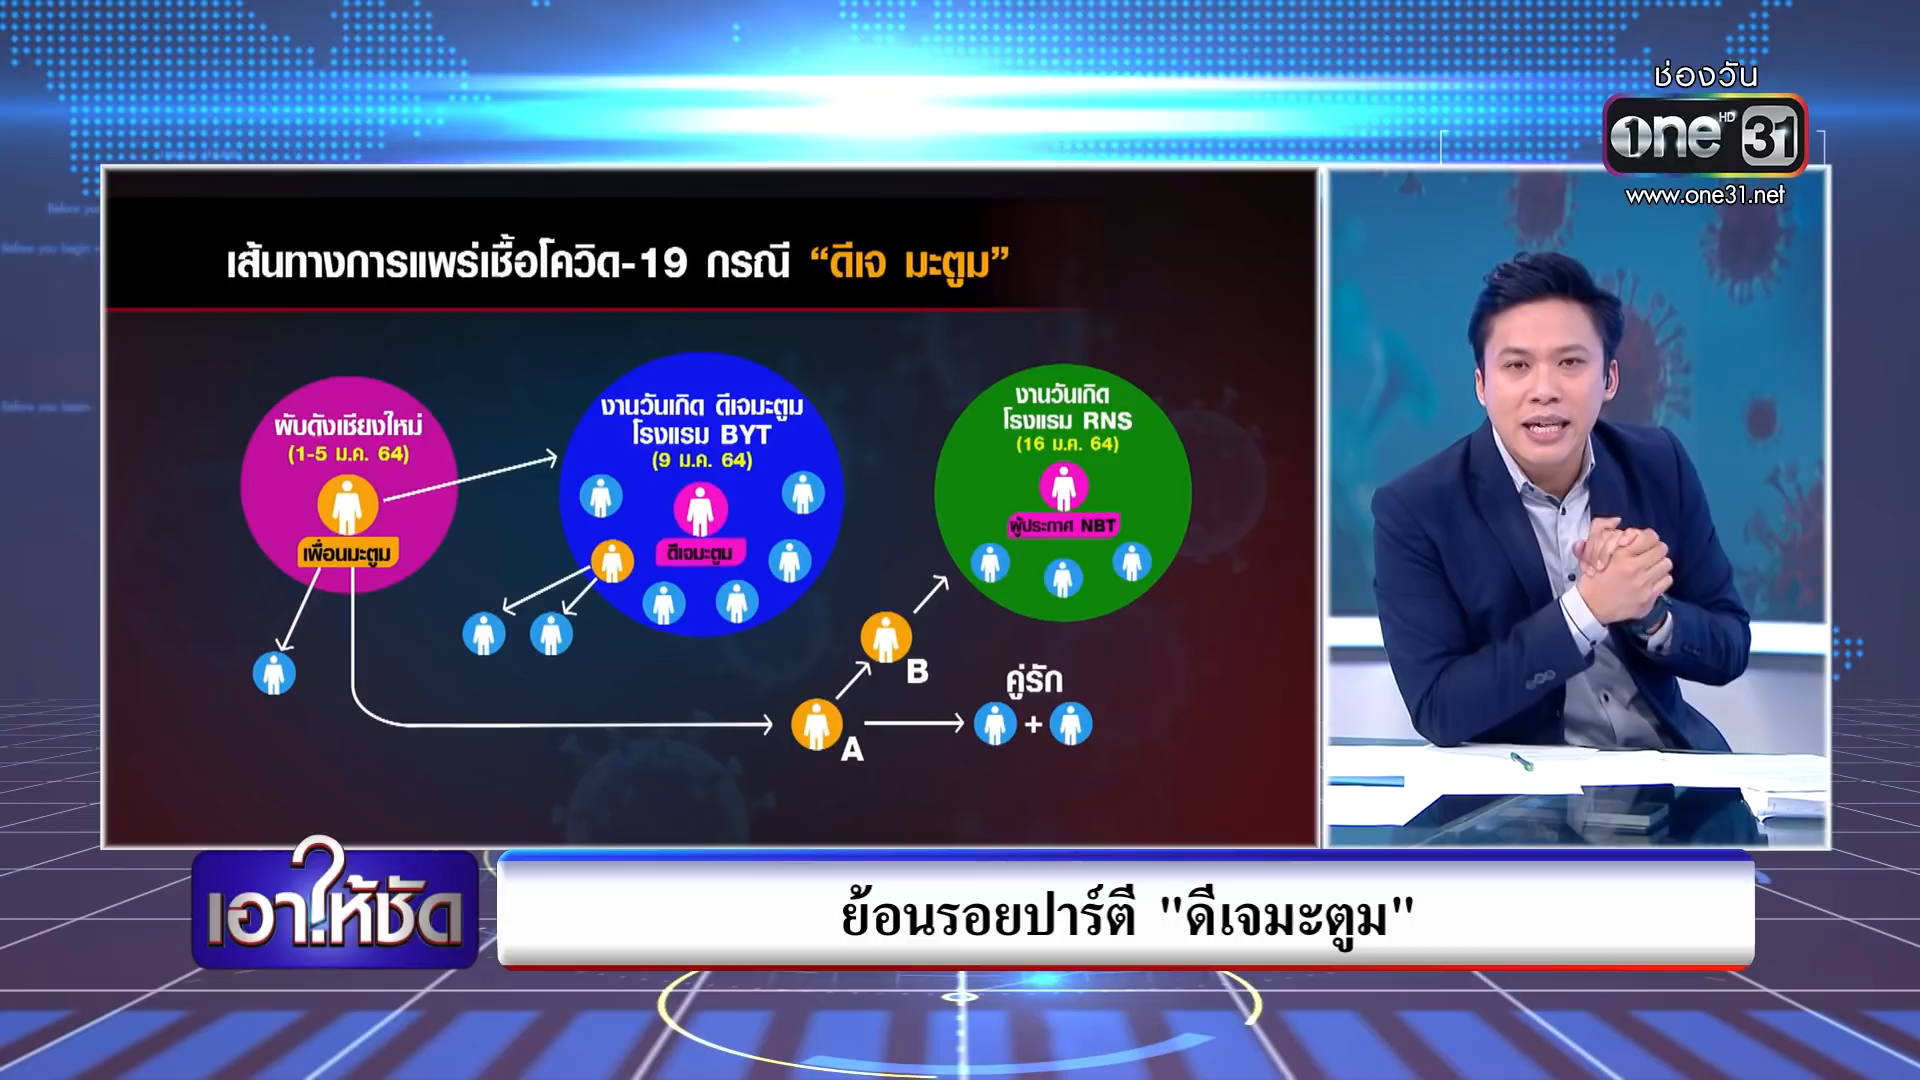 ช่องวัน
one HD 31
www.one31.net
เส้นทางการแพร่เชื้อโควิด-19 กรณี “ดีเจ มะตูม”
ผับดังเชียงใหม่
(1-5 ม.ค. 64)
เพื่อนมะตูม
งานวันเกิด ดีเจมะตูม
โรงแรม BYT
(9 ม.ค. 64)
ดีเจมะตูม
งานวันเกิด
โรงแรม RNS
(16 ม.ค. 64)
ผู้ประกาศ NBT
B
คู่รัก
+
A
เอา?ให้ชัด
ย้อนรอยปาร์ตี "ดีเจมะตูม"